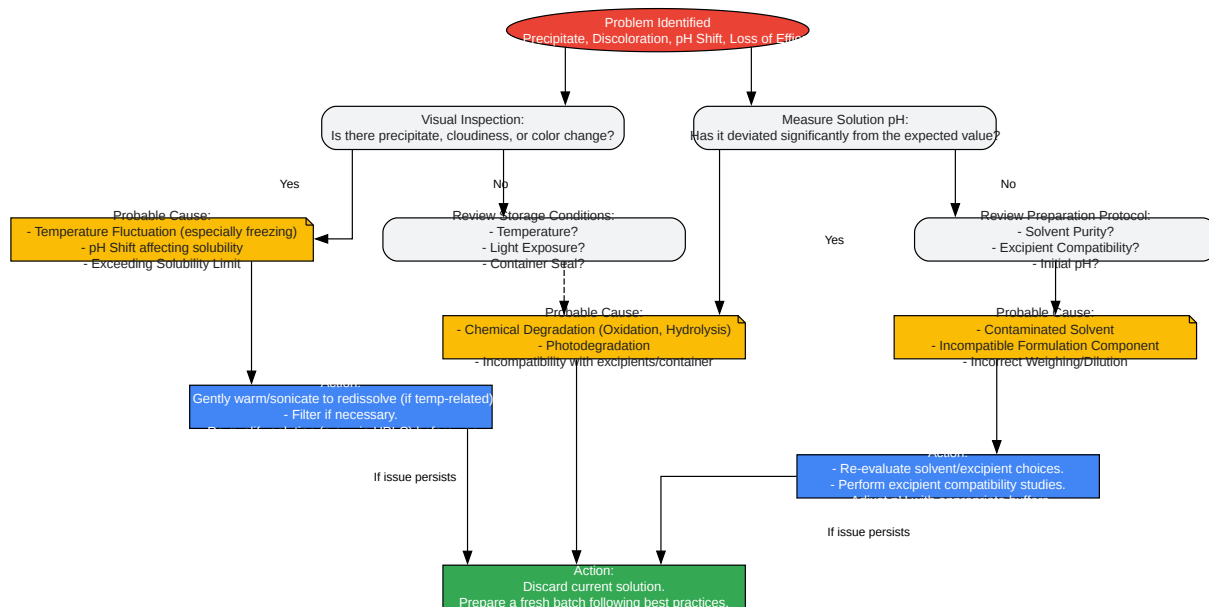 Problem Identified
Precipitate, Discoloration, pH Shift, Loss of Effic
Visual Inspection:
Is there precipitate, cloudiness, or color change?
Measure Solution pH:
Has it deviated significantly from the expected value?
Yes
No
No
Yes
Probable Cause:
- Temperature Fluctuation (especially freezing)
- pH Shift affecting solubility
- Exceeding Solubility Limit
Review Storage Conditions:
- Temperature?
- Light Exposure?
- Container Seal?
Review Preparation Protocol:
- Solvent Purity?
- Excipient Compatibility?
- Initial pH?
Probable Cause:
- Chemical Degradation (Oxidation, Hydrolysis)
- Photodegradation
- Incompatibility with excipients/container
Probable Cause:
- Contaminated Solvent
- Incompatible Formulation Component
- Incorrect Weighing/Dilution
Action:
Gently warm/sonicate to redissolve (if temp-related)
- Filter if necessary.
If issue persists
Action:
- Re-evaluate solvent/excipient choices.
- Perform excipient compatibility studies.
- Adjust pH with appropriate buffers
If issue persists
Action:
Discard current solution.
Prepare a fresh batch following best practices.